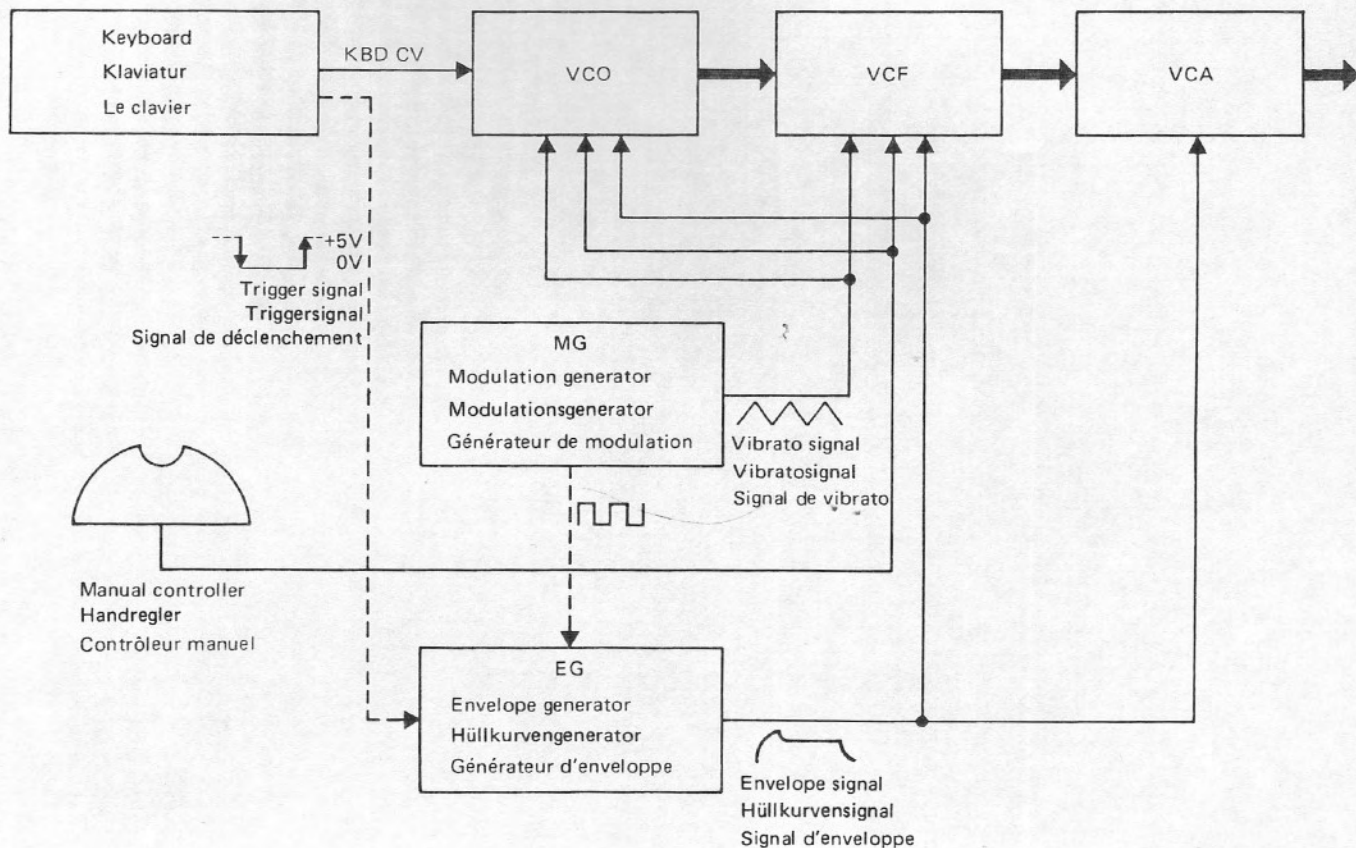 Keyboard
Klaviatur
Le clavier
KBD CV
VCO
VCF
VCA
+5V
0V
Trigger signal
Triggersignal
Signal de déclenchement
MG
Modulation generator
Modulationsgenerator
Générateur de modulation
Vibrato signal
Vibratosignal
Signal de vibrato
Manual controller
Handregler
Contrôleur manuel
EG
Envelope generator
Hüllkurvengenerator
Générateur d'enveloppe
Envelope signal
Hüllkurvensignal
Signal d'enveloppe